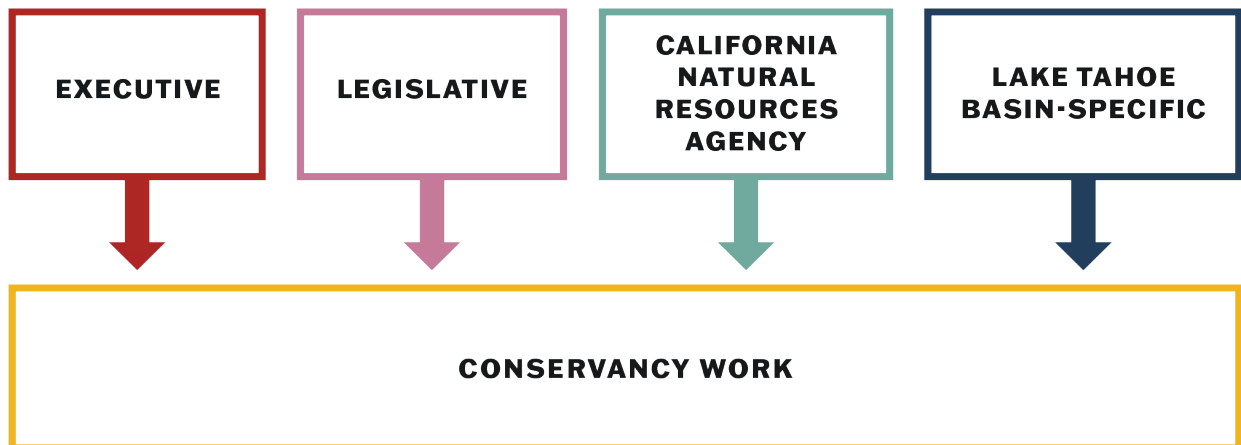 EXECUTIVE
LEGISLATIVE
CALIFORNIA
NATURAL
RESOURCES
AGENCY
LAKE TAHOE
BASIN-SPECIFIC
CONSERVANCY WORK